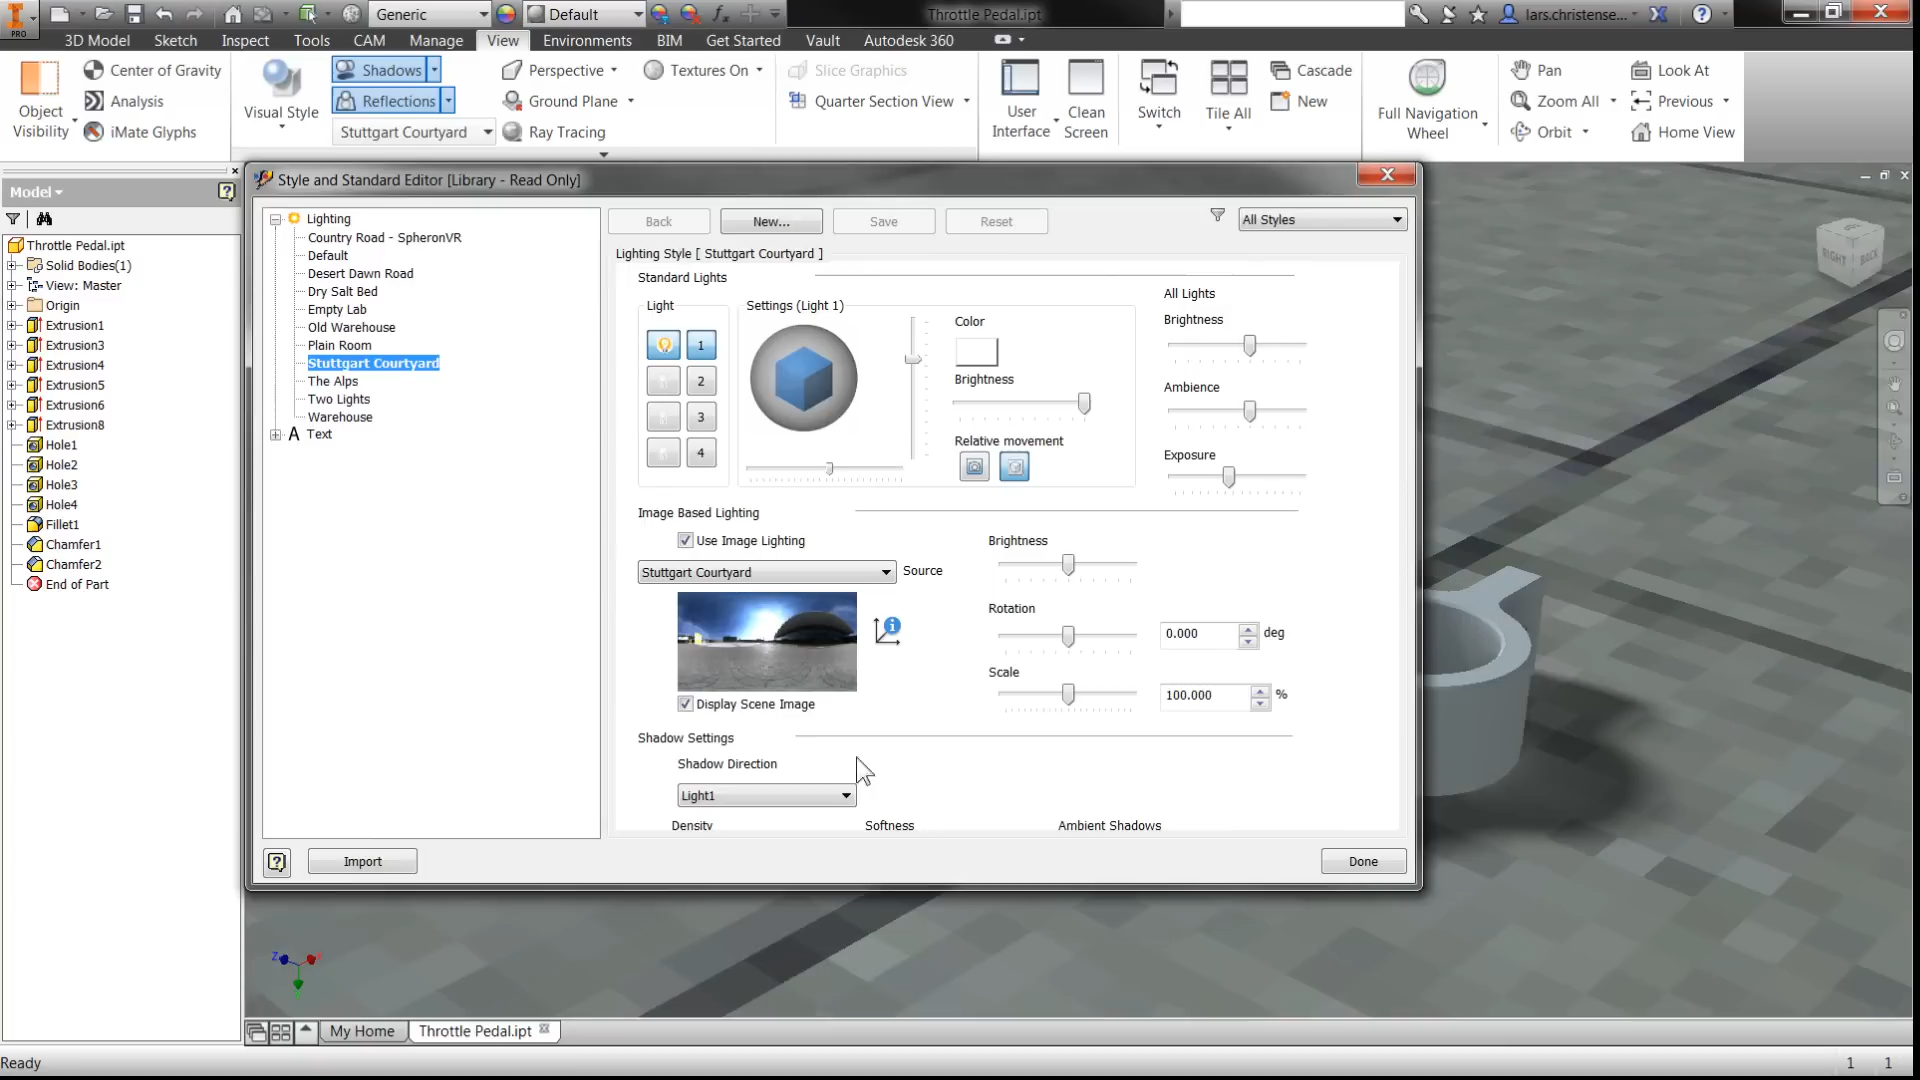 Generic
Default
Throttle Pedal.ipt
lars.christense...
PRO
3D Model
Sketch
Inspect
Tools
CAM
Manage
View
Environments
BIM
Get Started
Vault
Autodesk 360
Object
Visibility
Center of Gravity
Analysis
iMate Glyphs
Visual Style
Shadows
Reflections
Stuttgart Courtyard
Perspective
Ground Plane
Ray Tracing
Textures On
Slice Graphics
Quarter Section View
User
Interface
Clean
Screen
Switch
Tile All
Cascade
New
Full Navigation
Wheel
Pan
Zoom All
Orbit
Look At
Previous
Home View
Model
Throttle Pedal.ipt
Solid Bodies(1)
View: Master
Origin
Extrusion1
Extrusion3
Extrusion4
Extrusion5
Extrusion6
Extrusion8
Hole1
Hole2
Hole3
Hole4
Fillet1
Chamfer1
Chamfer2
End of Part
Style and Standard Editor [Library - Read Only]
Lighting
Country Road - SpheronVR
Default
Desert Dawn Road
Dry Salt Bed
Empty Lab
Old Warehouse
Plain Room
Stuttgart Courtyard
The Alps
Two Lights
Warehouse
A Text
Back
New...
Save
Reset
All Styles
Lighting Style [ Stuttgart Courtyard ]
Standard Lights
Light
1
2
3
4
Settings (Light 1)
Color
Brightness
Relative movement
All Lights
Brightness
Ambience
Exposure
Image Based Lighting
Use Image Lighting
Stuttgart Courtyard
Source
Display Scene Image
Brightness
Rotation
0.000
deg
Scale
100.000
%
Shadow Settings
Shadow Direction
Light1
Density
Softness
Ambient Shadows
Import
Done
RIGHT
BACK
Z
My Home
Throttle Pedal.ipt
Ready
1
1